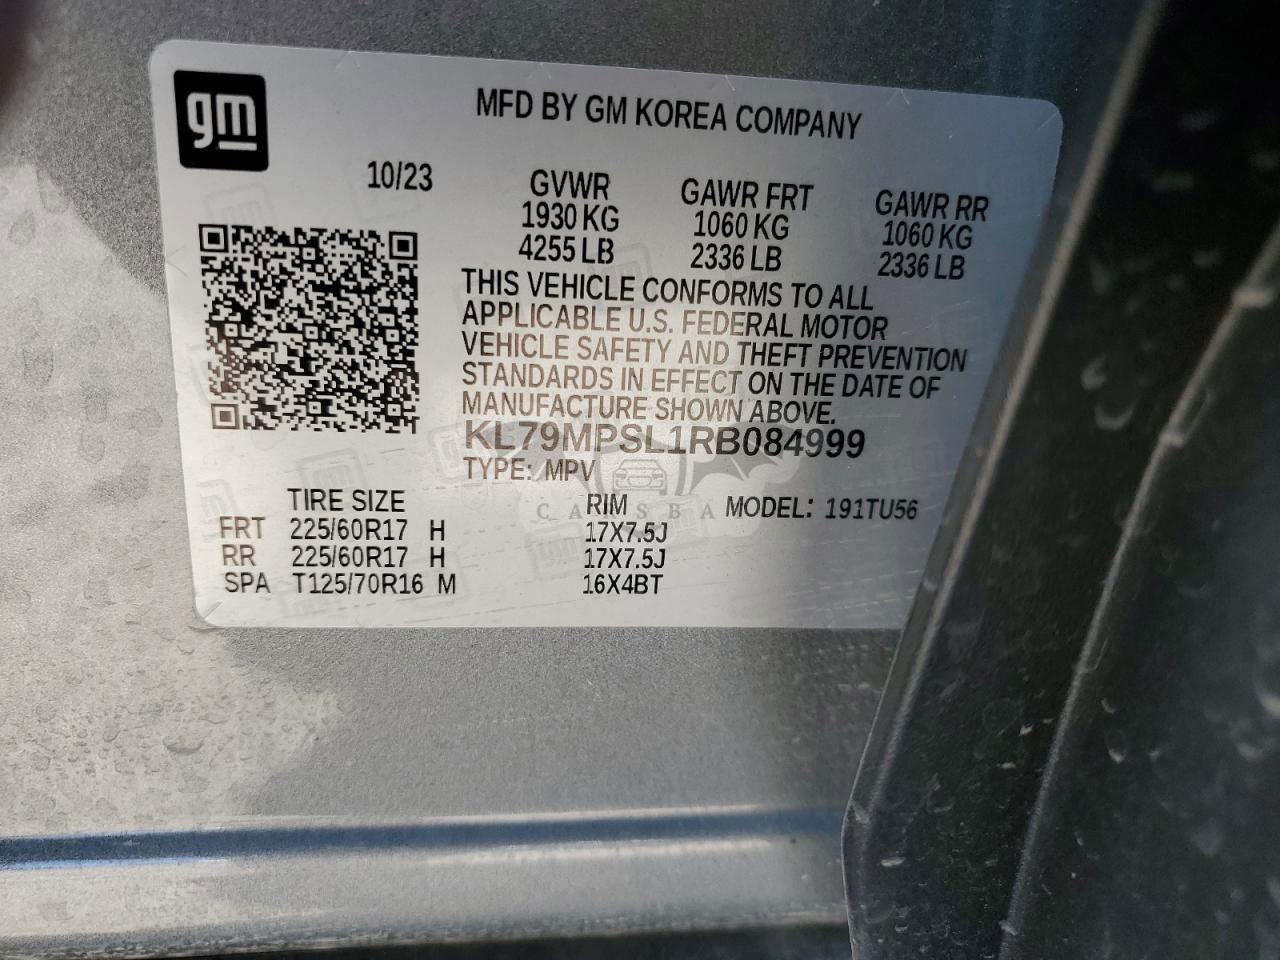 gm
MFD BY GM KOREA COMPANY
10/23
GVWR GAWR FRT GAWR RR
1930 KG 1060 KG 1060 KG
4255 LB 2336 LB 2336 LB
THIS VEHICLE CONFORMS TO ALL
APPLICABLE U.S. FEDERAL MOTOR
VEHICLE SAFETY AND THEFT PREVENTION
STANDARDS IN EFFECT ON THE DATE OF
MANUFACTURE SHOWN ABOVE.
KL79MPSL1RB084999
TYPE: MPV
TIRE SIZE RIM MODEL: 191TU56
CARSBAT
FRT 225/60R17 H 17X7.5J
RR 225/60R17 H 17X7.5J
SPA T125/70R16 M 16X4BT